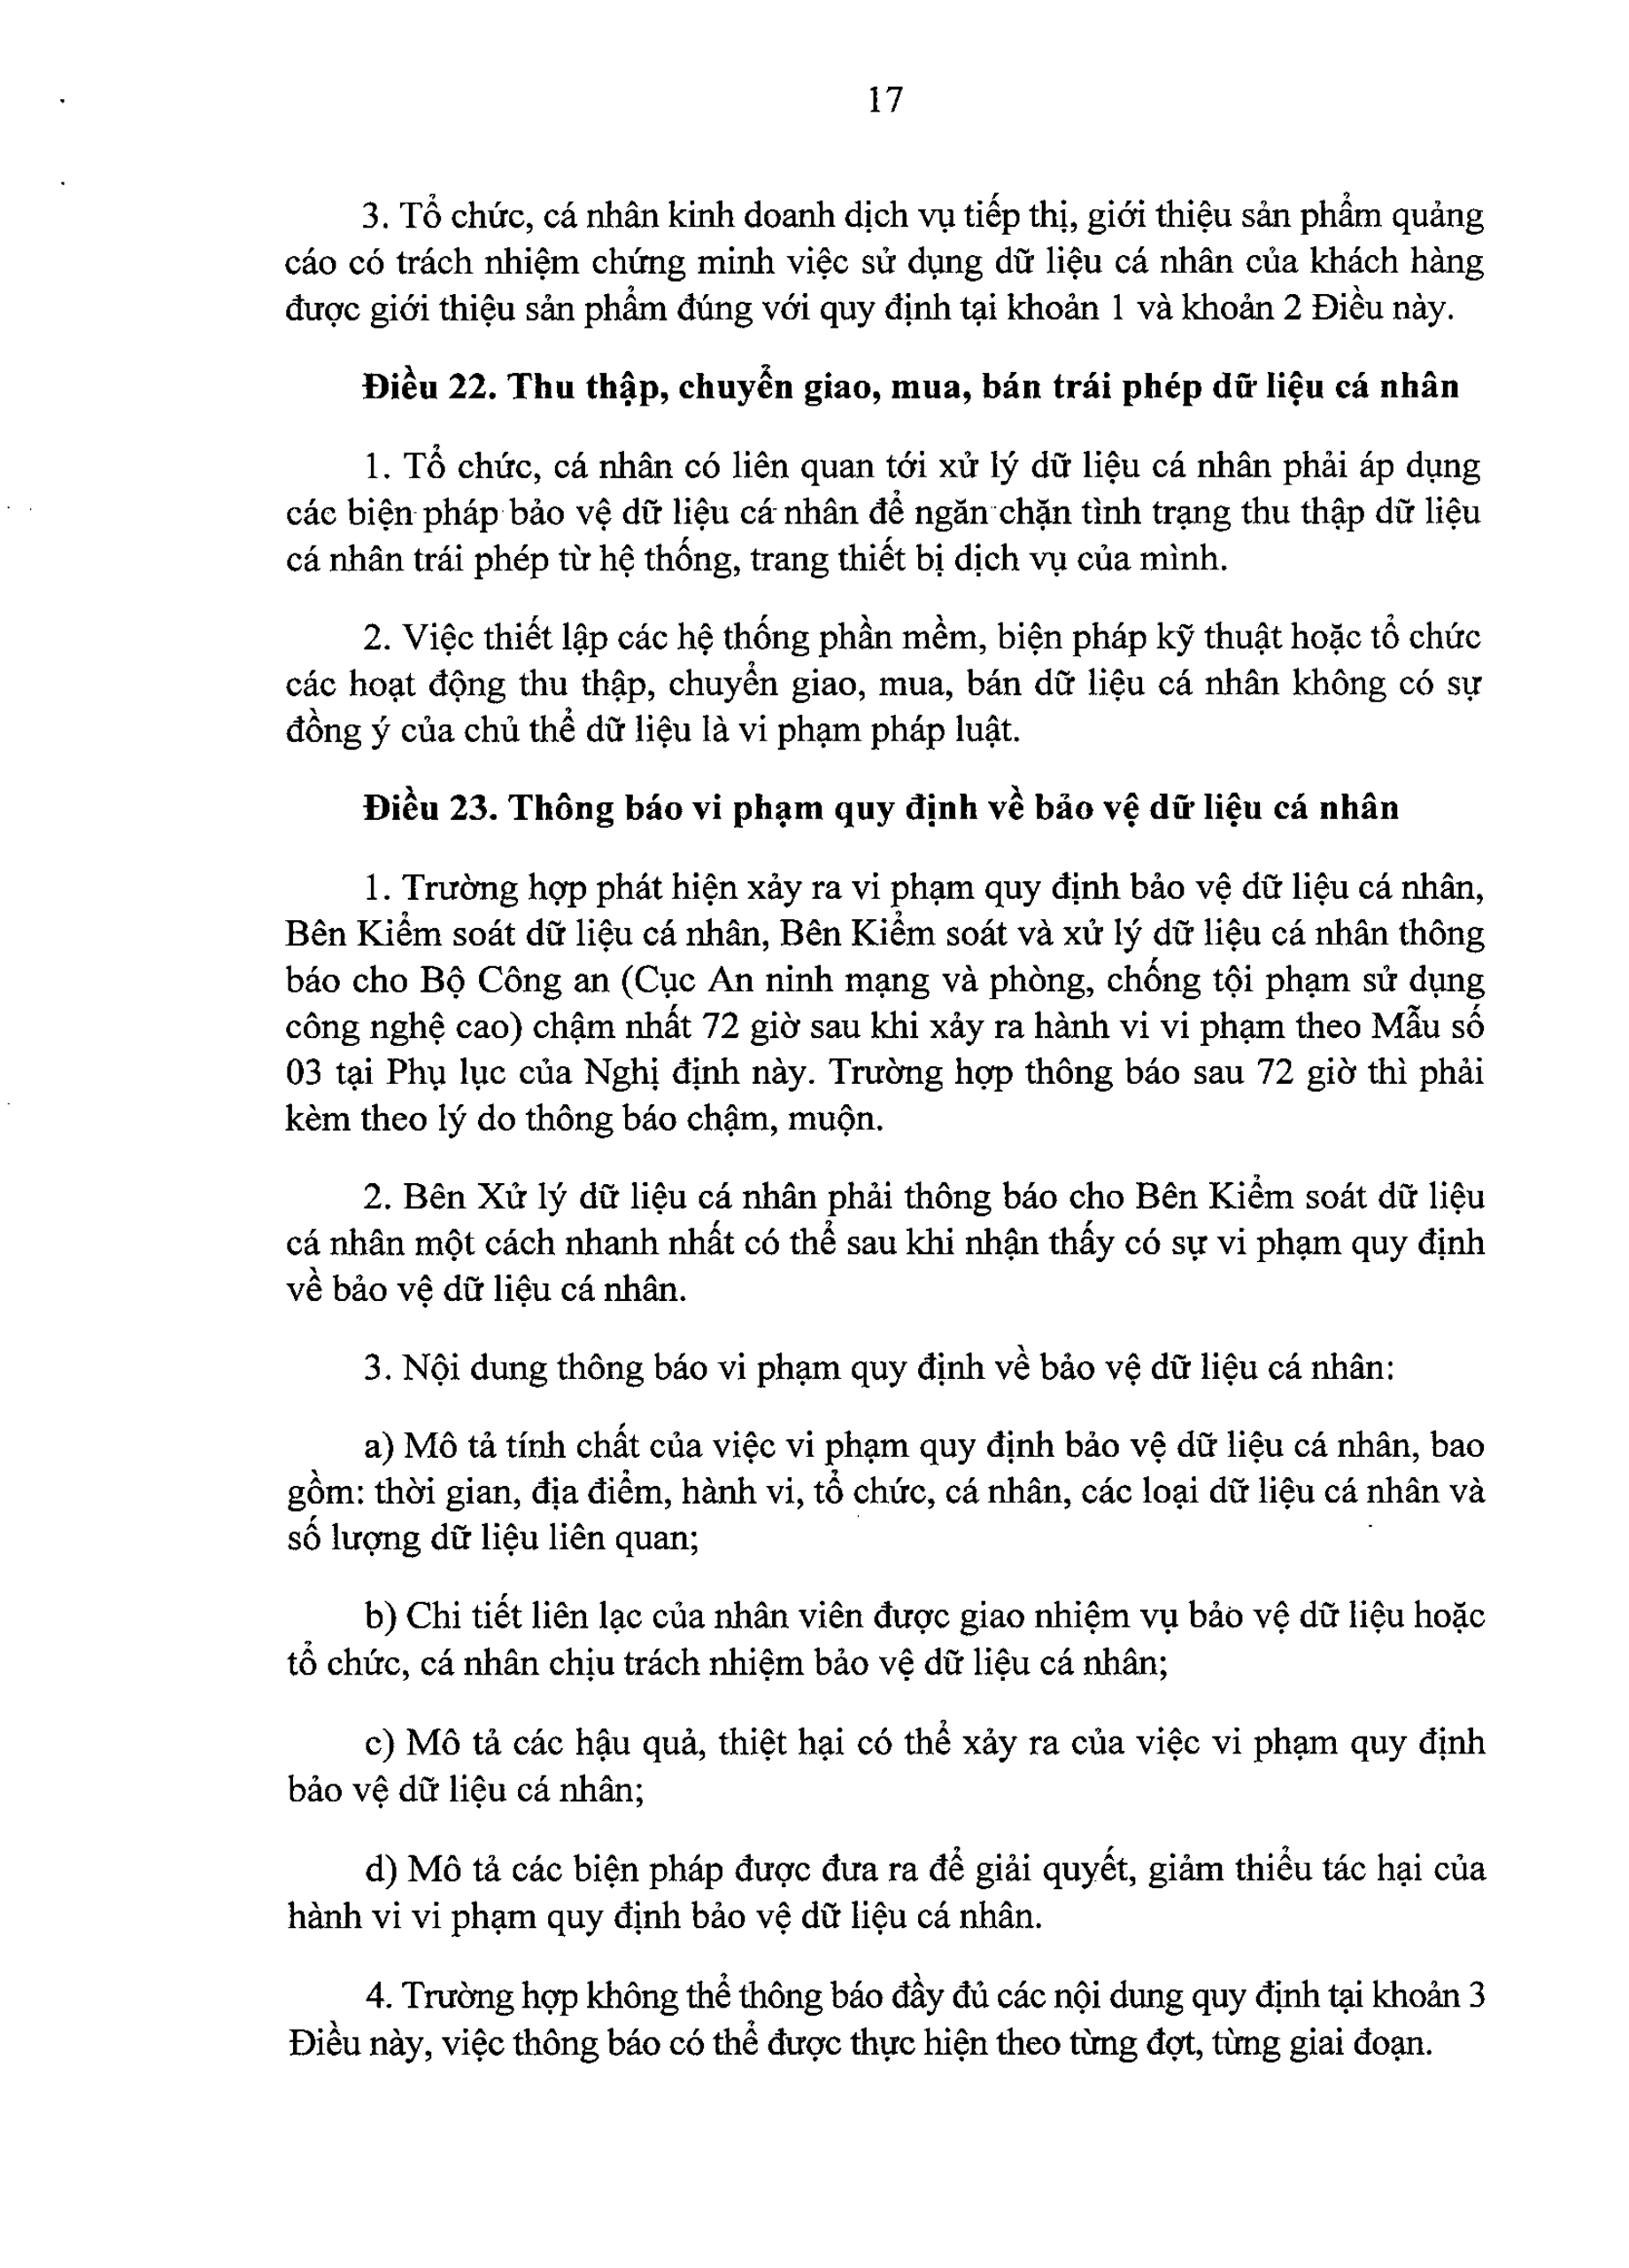 17
3. Tổ chức, cá nhân kinh doanh dịch vụ tiếp thị, giới thiệu sản phẩm quảng
cáo có trách nhiệm chứng minh việc sử dụng dữ liệu cá nhân của khách hàng
được giới thiệu sản phẩm đúng với quy định tại khoản 1 và khoản 2 Điều này.
Điều 22. Thu thập, chuyển giao, mua, bán trái phép dữ liệu cá nhân
1. Tổ chức, cá nhân có liên quan tới xử lý dữ liệu cá nhân phải áp dụng
các biện pháp bảo vệ dữ liệu cá nhân để ngăn chặn tình trạng thu thập dữ liệu
cá nhân trái phép từ hệ thống, trang thiết bị dịch vụ của mình.
2. Việc thiết lập các hệ thống phần mềm, biện pháp kỹ thuật hoặc tổ chức
các hoạt động thu thập, chuyển giao, mua, bán dữ liệu cá nhân không có sự
đồng ý của chủ thể dữ liệu là vi phạm pháp luật.
Điều 23. Thông báo vi phạm quy định về bảo vệ dữ liệu cá nhân
1. Trường hợp phát hiện xảy ra vi phạm quy định bảo vệ dữ liệu cá nhân,
Bên Kiểm soát dữ liệu cá nhân, Bên Kiểm soát và xử lý dữ liệu cá nhân thông
báo cho Bộ Công an (Cục An ninh mạng và phòng, chống tội phạm sử dụng
công nghệ cao) chậm nhất 72 giờ sau khi xảy ra hành vi vi phạm theo Mẫu số
03 tại Phụ lục của Nghị định này. Trường hợp thông báo sau 72 giờ thì phải
kèm theo lý do thông báo chậm, muộn.
2. Bên Xử lý dữ liệu cá nhân phải thông báo cho Bên Kiểm soát dữ liệu
cá nhân một cách nhanh nhất có thể sau khi nhận thấy có sự vi phạm quy định
về bảo vệ dữ liệu cá nhân.
3. Nội dung thông báo vi phạm quy định về bảo vệ dữ liệu cá nhân:
a) Mô tả tính chất của việc vi phạm quy định bảo vệ dữ liệu cá nhân, bao
gồm: thời gian, địa điểm, hành vi, tổ chức, cá nhân, các loại dữ liệu cá nhân và
số lượng dữ liệu liên quan;
b) Chi tiết liên lạc của nhân viên được giao nhiệm vụ bảo vệ dữ liệu hoặc
tổ chức, cá nhân chịu trách nhiệm bảo vệ dữ liệu cá nhân;
c) Mô tả các hậu quả, thiệt hại có thể xảy ra của việc vi phạm quy định
bảo vệ dữ liệu cá nhân;
d) Mô tả các biện pháp được đưa ra để giải quyết, giảm thiểu tác hại của
hành vi vi phạm quy định bảo vệ dữ liệu cá nhân.
4. Trường hợp không thể thông báo đầy đủ các nội dung quy định tại khoản 3
Điều này, việc thông báo có thể được thực hiện theo từng đợt, từng giai đoạn.